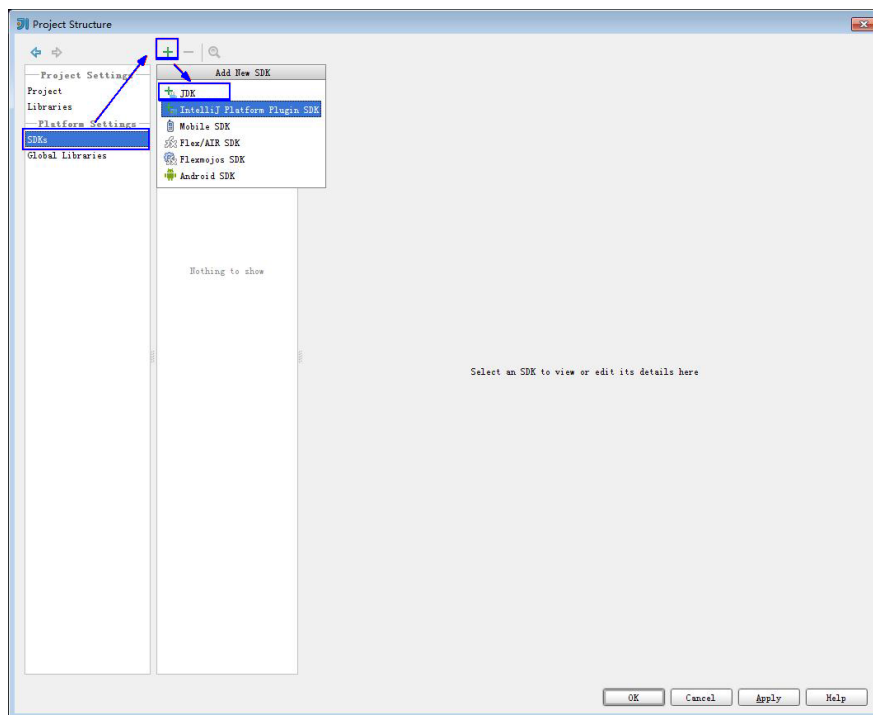 Project Structure
Project Settings
Project
Libraries
Platform Settings
SDKs
Global Libraries
Add New SDK
JDK
IntelliJ Platform Plugin SDK
Mobile SDK
Flex/AIR SDK
Flexmojos SDK
Android SDK
Nothing to show
Select an SDK to view or edit its details here
OK
Cancel
Apply
Help